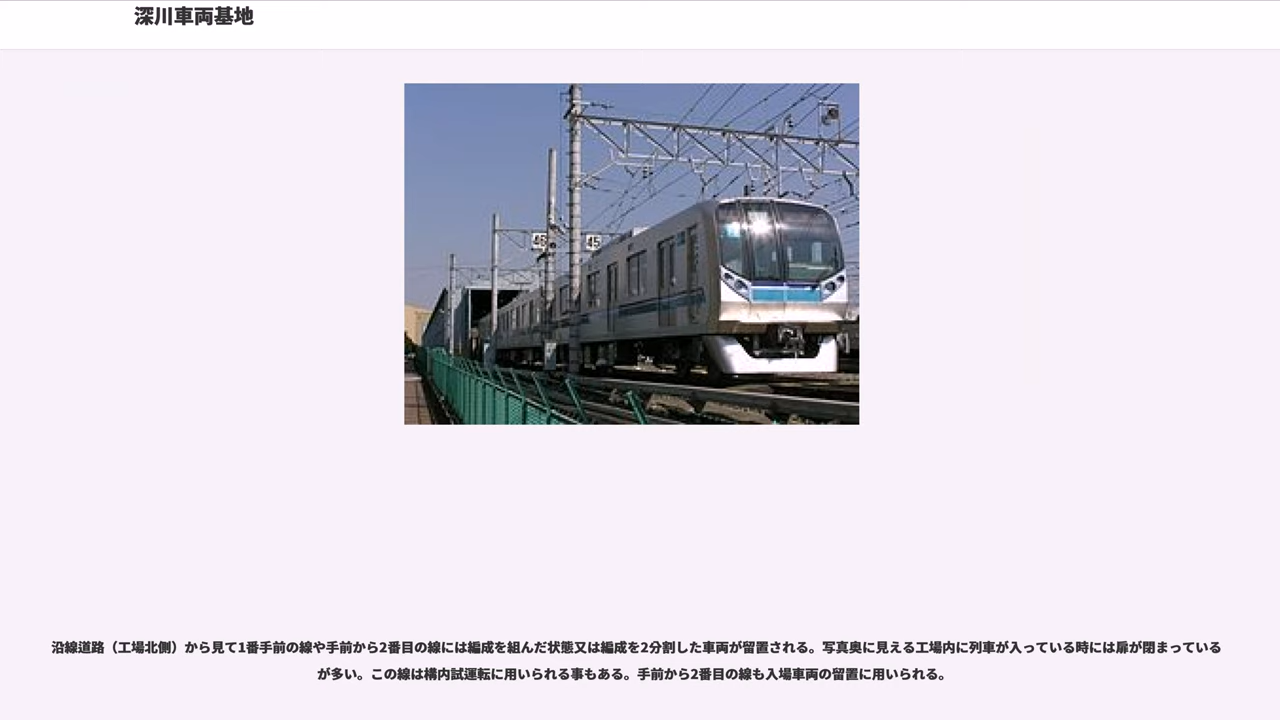 深川車両基地
46
45
沿線道路（工場北側）から見て1番手前の線や手前から2番目の線には編成を組んだ状態又は編成を2分割した車両が留置される。写真奥に見える工場内に列車が入っている時には扉が閉まっている
が多い。この線は構内試運転に用いられる事もある。手前から2番目の線も入場車両の留置に用いられる。